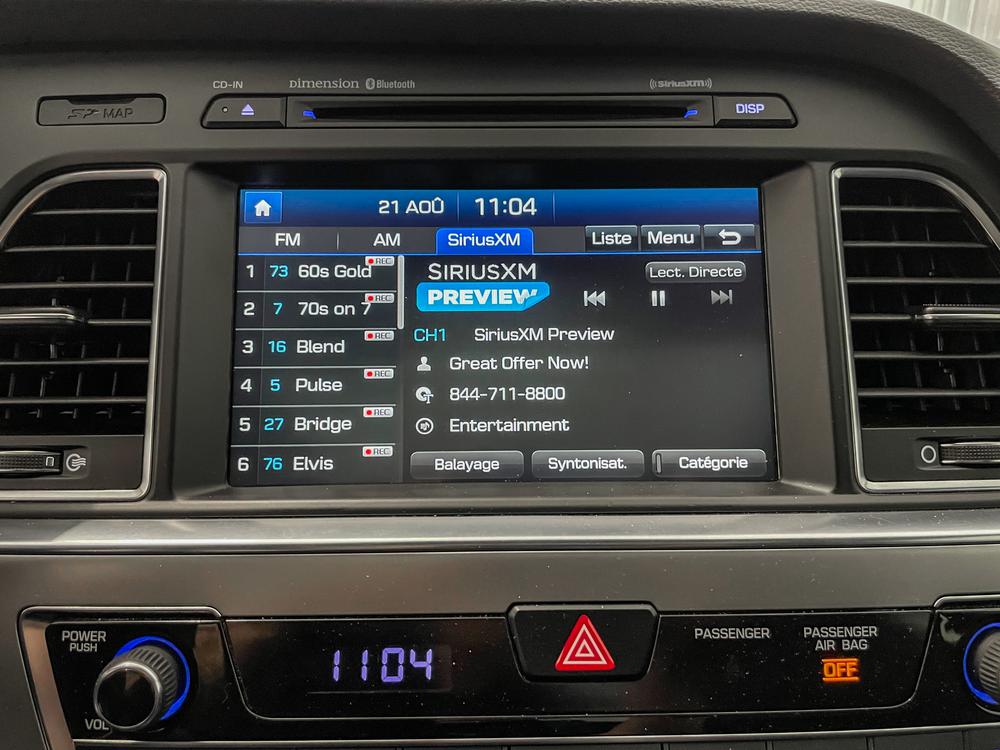 CD-IN
Dimension Bluetooth
((SiriusXM))
MAP
DISP
21 AOÛ 11:04
FM AM SiriusXM Liste Menu
1 73 60s Gold REC
2 7 70s on 7 REC
3 16 Blend REC
4 5 Pulse REC
5 27 Bridge REC
6 76 Elvis REC
SIRIUSXM
PREVIEW
Lect. Directe
CH1 SiriusXM Preview
Great Offer Now!
844-711-8800
Entertainment
Balayage Syntonisat. Catégorie
POWER
PUSH
VOL
11:04
PASSENGER
PASSENGER
AIR BAG
OFF